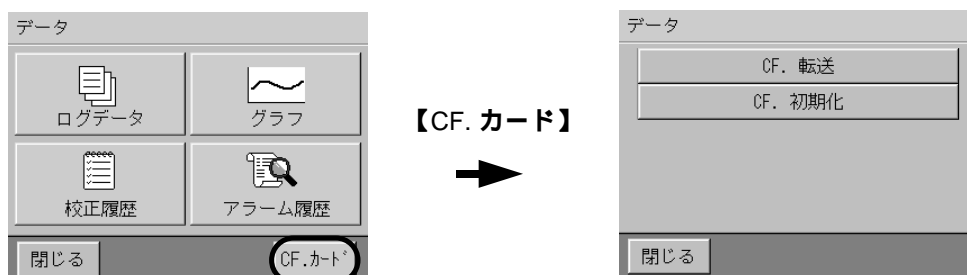 データ
ログデータ
グラフ
校正履歴
アラーム履歴
閉じる
CF.カード
【CF. カード】
データ
CF. 転送
CF. 初期化
閉じる